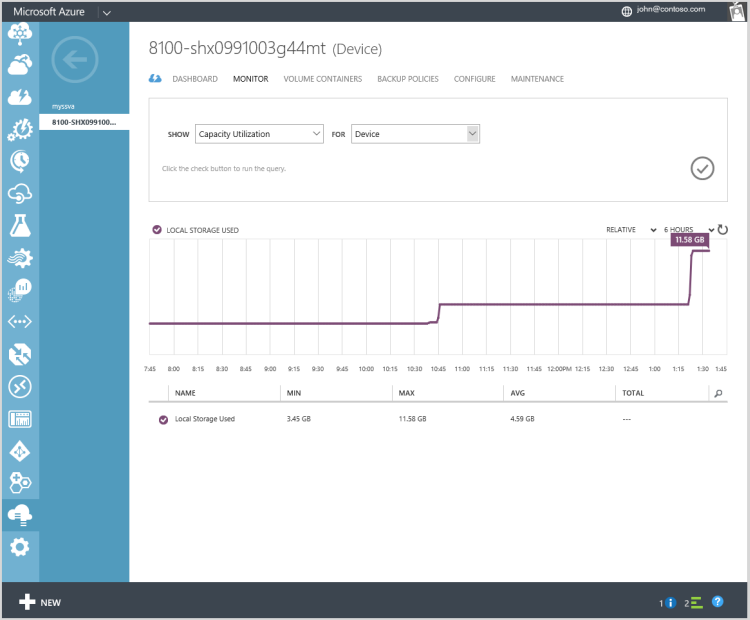 Microsoft Azure
john@contoso.com
8100-shx0991003g44mt (Device)
DASHBOARD MONITOR VOLUME CONTAINERS BACKUP POLICIES CONFIGURE MAINTENANCE
myssva
8100-SHX099100...
SHOW Capacity Utilization FOR Device
Click the check button to run the query.
LOCAL STORAGE USED RELATIVE 6 HOURS
11.58 GB
7:45 8:00 8:15 8:30 8:45 9:00 9:15 9:30 9:45 10:00 10:15 10:30 10:45 11:00 11:15 11:30 11:45 12:00PM 12:15 12:30 12:45 1:00 1:15 1:30 1:45
NAME MIN MAX AVG TOTAL
Local Storage Used 3.45 GB 11.58 GB 4.59 GB ---
NEW 1 2